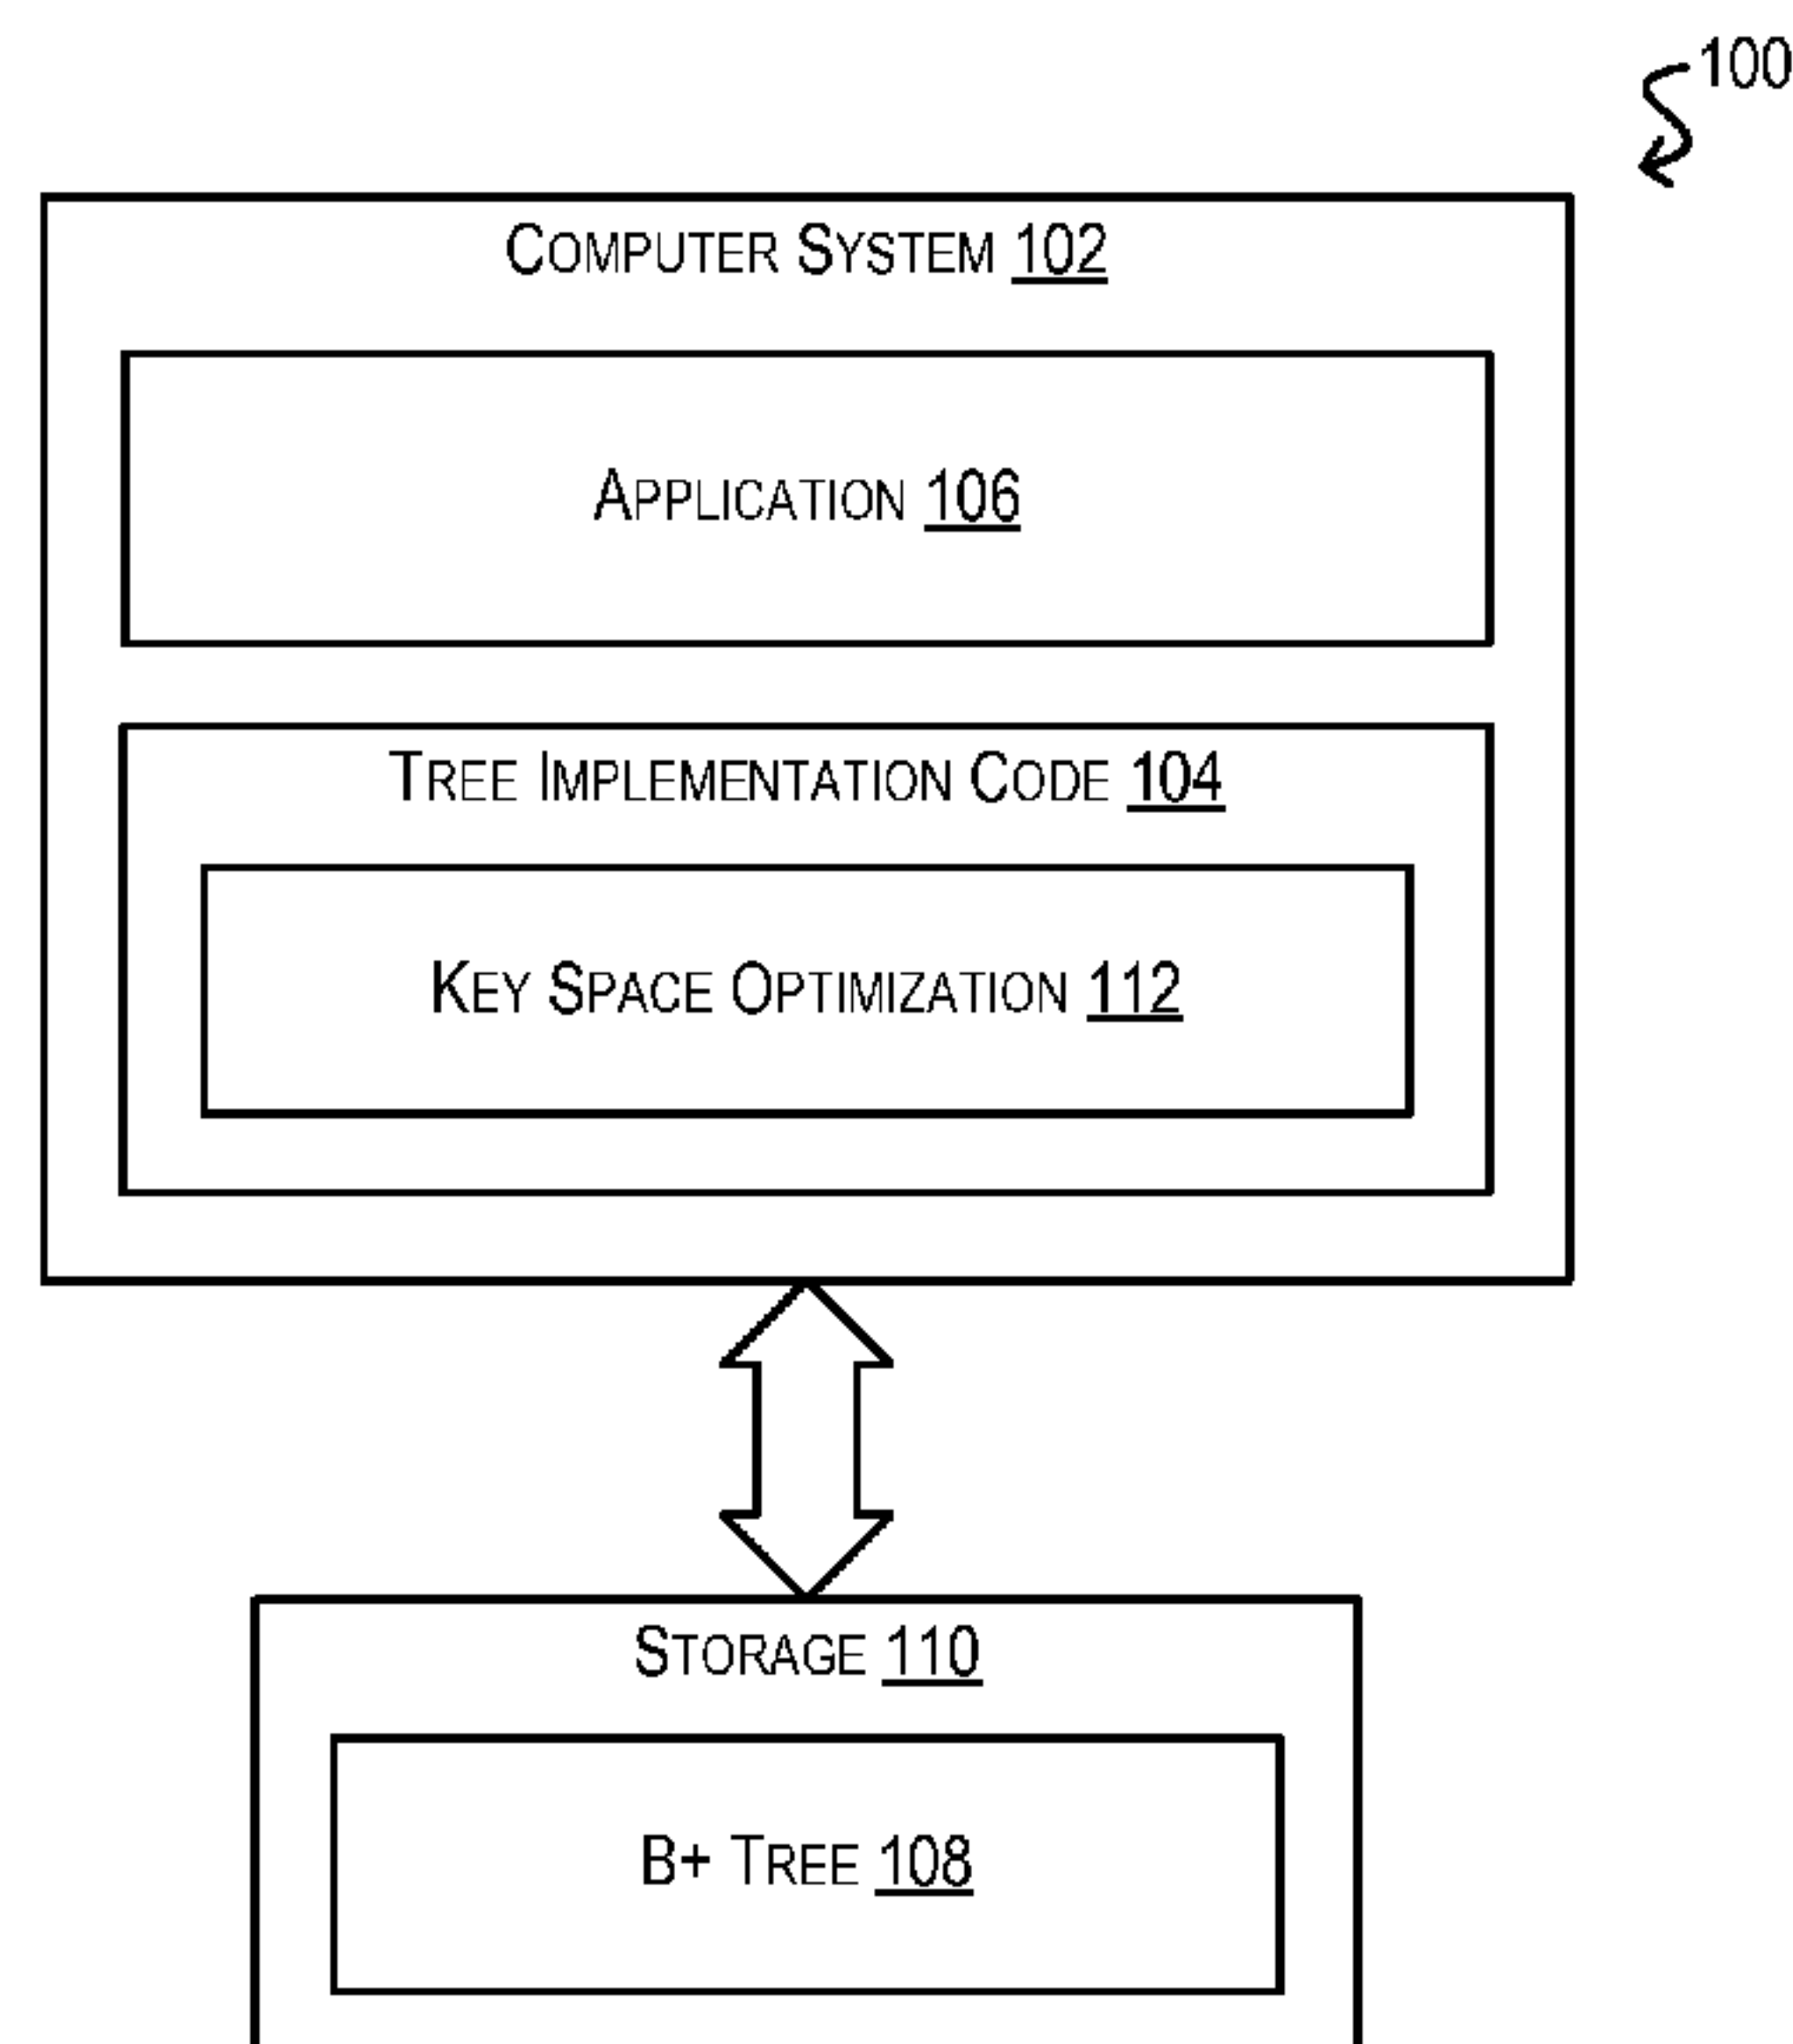 100
COMPUTER SYSTEM 102
APPLICATION 106
TREE IMPLEMENTATION CODE 104
KEY SPACE OPTIMIZATION 112
STORAGE 110
B+ TREE 108